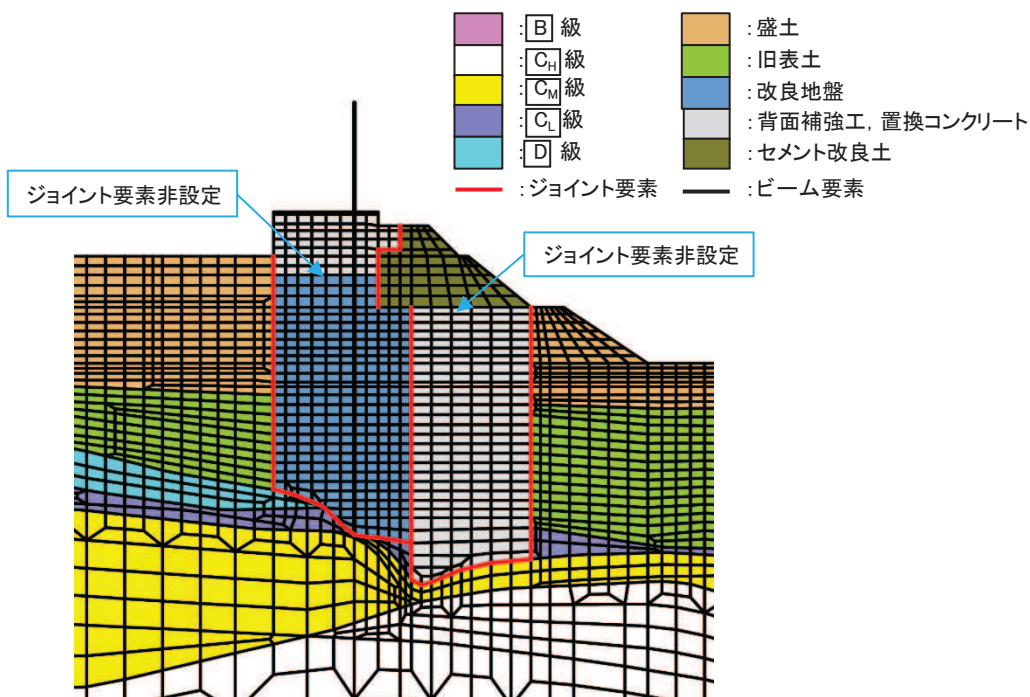 :B級
:CH級
:CM級
:CL級
:D級
:ジョイント要素
:盛土
:旧表土
:改良地盤
:背面補強工,置換コンクリート
:セメント改良土
:ビーム要素
ジョイント要素非設定
ジョイント要素非設定